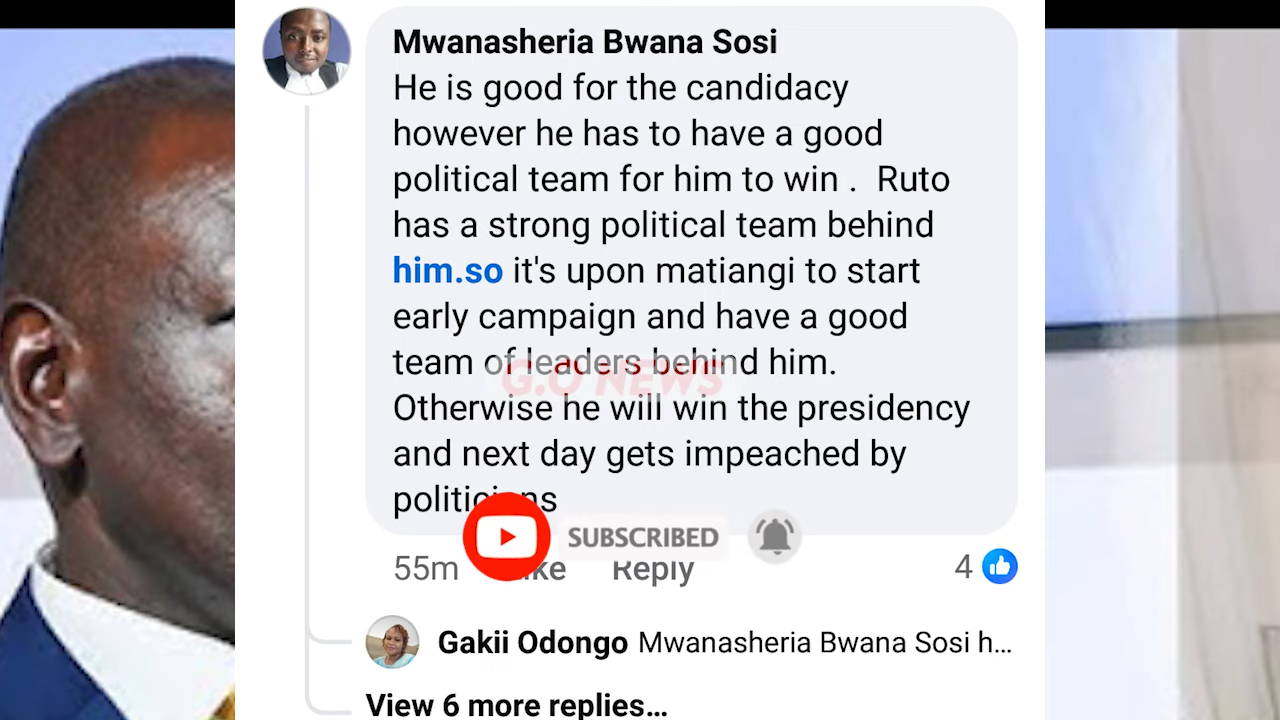 Mwanasheria Bwana Sosi
He is good for the candidacy
however he has to have a good
political team for him to win .  Ruto
has a strong political team behind
him.so it's upon matiangi to start
early campaign and have a good
team of leaders behind him.
G.O NEWS
Otherwise he will win the presidency
and next day gets impeached by
politicians
SUBSCRIBED
55m Like Reply 4
Gakii Odongo Mwanasheria Bwana Sosi h...
View 6 more replies...